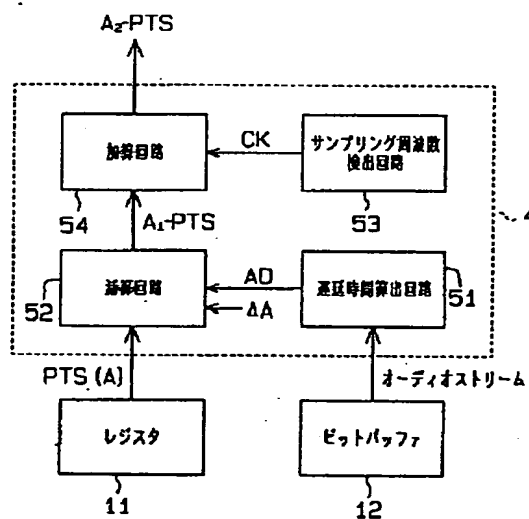 A₂-PTS
加算回路
CK
サンプリング周波数
検出回路
54
53
A₁-PTS
減算回路
AD
ΔA
遅延時間算出回路
52
51
PTS (A)
オーディオストリーム
レジスタ
ビットバッファ
11
12